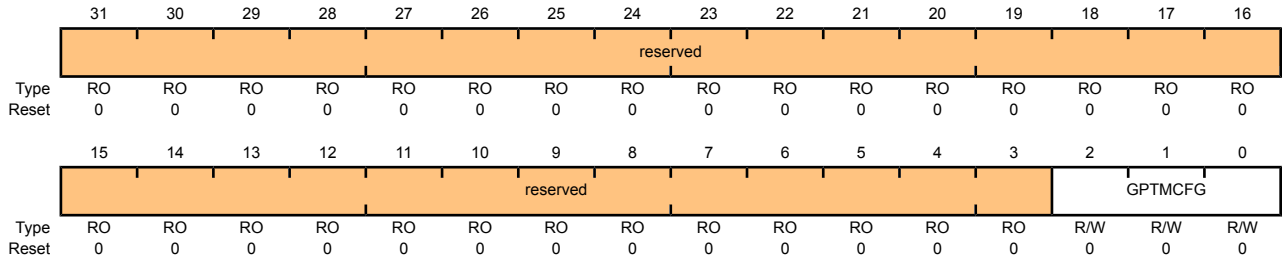 31 30 29 28 27 26 25 24 23 22 21 20 19 18 17 16
reserved
Type RO RO RO RO RO RO RO RO RO RO RO RO RO RO RO RO
Reset 0 0 0 0 0 0 0 0 0 0 0 0 0 0 0 0
15 14 13 12 11 10 9 8 7 6 5 4 3 2 1 0
reserved GPTMCFG
Type RO RO RO RO RO RO RO RO RO RO RO RO RO R/W R/W R/W
Reset 0 0 0 0 0 0 0 0 0 0 0 0 0 0 0 0